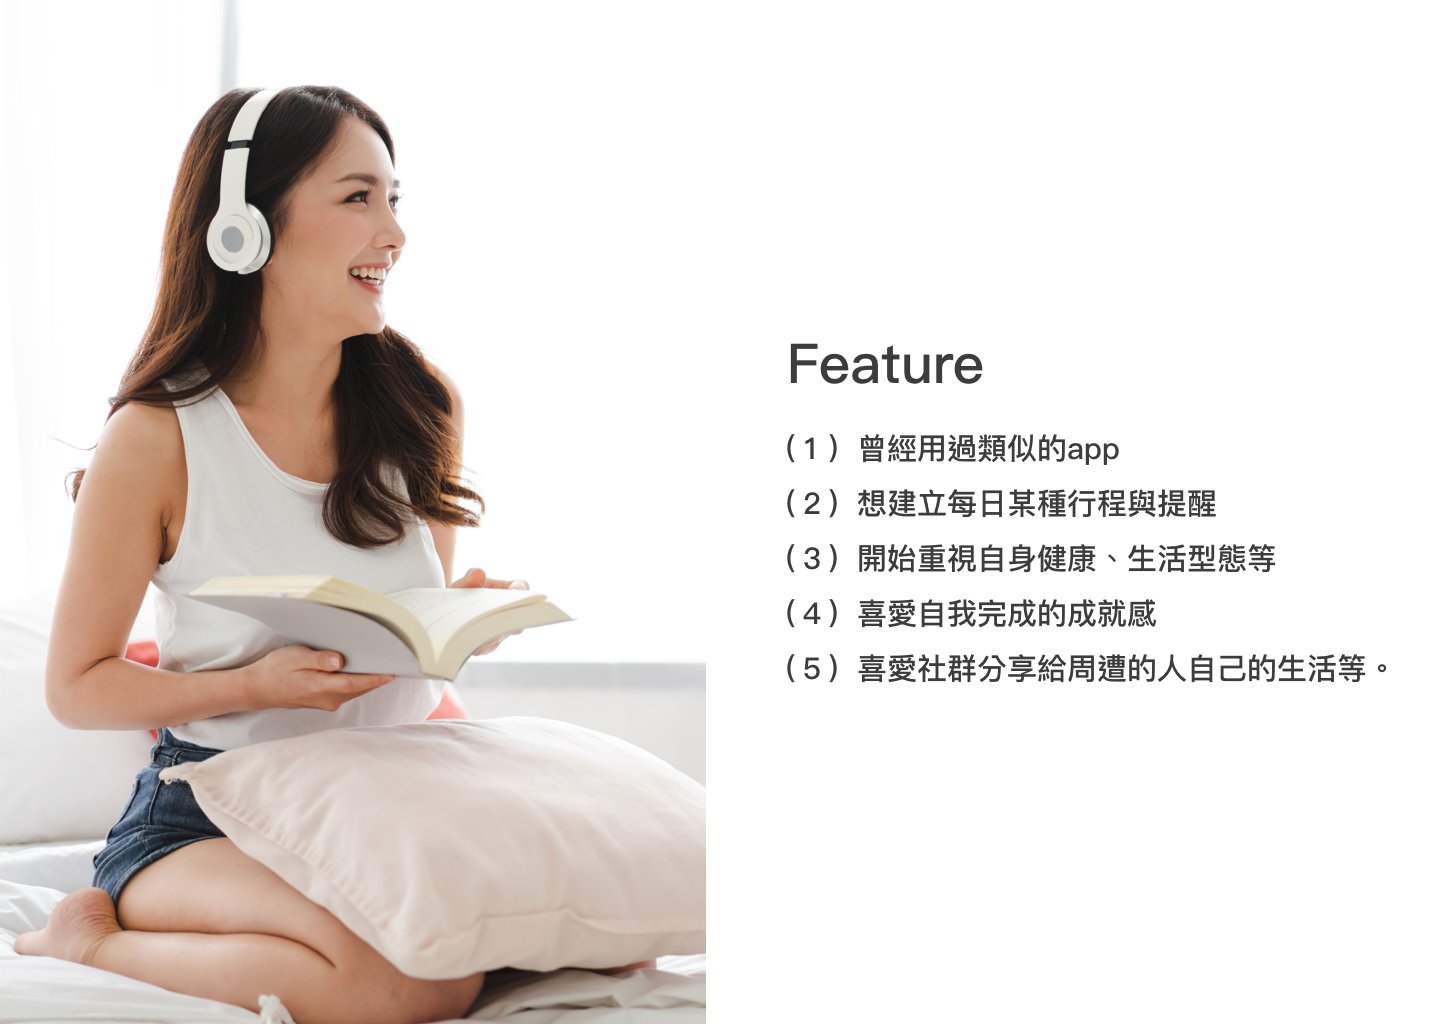 Feature
（1） 曾經用過類似的app
（2） 想建立每日某種行程與提醒
（3） 開始重視自身健康、生活型態等
（4） 喜愛自我完成的成就感
（5） 喜愛社群分享給周遭的人自己的生活等。